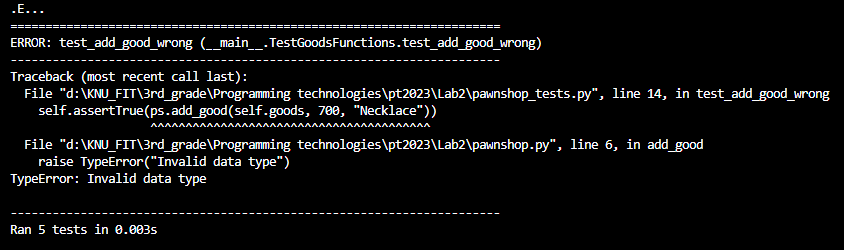 .E...
======================================================================
ERROR: test_add_good_wrong (__main__.TestGoodsFunctions.test_add_good_wrong)
----------------------------------------------------------------------
Traceback (most recent call last):
  File "d:\KNU_FIT\3rd_grade\Programming technologies\pt2023\Lab2\pawnshop_tests.py", line 14, in test_add_good_wrong
    self.assertTrue(ps.add_good(self.goods, 700, "Necklace"))
                    ^^^^^^^^^^^^^^^^^^^^^^^^^^^^^^^^^^^^^^^^
  File "d:\KNU_FIT\3rd_grade\Programming technologies\pt2023\Lab2\pawnshop.py", line 6, in add_good
    raise TypeError("Invalid data type")
TypeError: Invalid data type

----------------------------------------------------------------------
Ran 5 tests in 0.003s